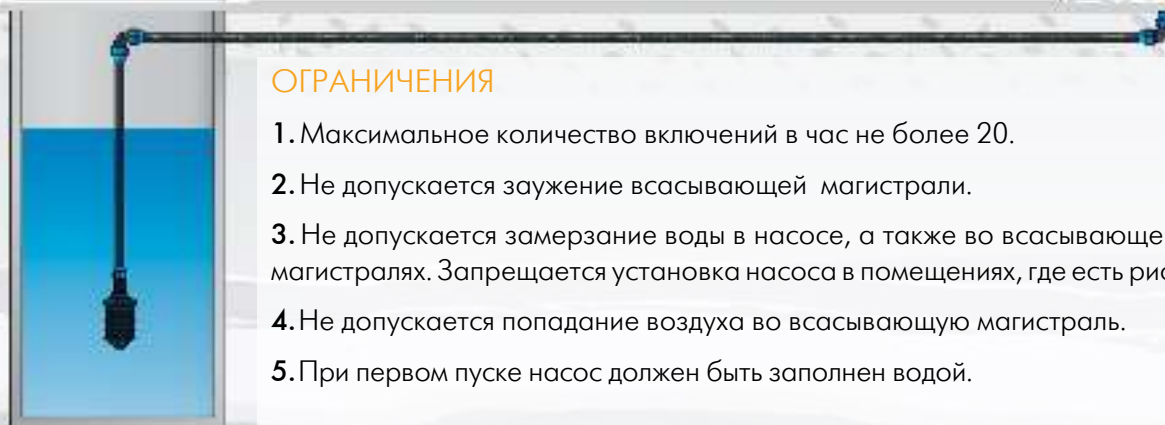 ОГРАНИЧЕНИЯ
1. Максимальное количество включений в час не более 20.
2. Не допускается заужение всасывающей магистрали.
3. Не допускается замерзание воды в насосе, а также во всасывающе
магистралях. Запрещается установка насоса в помещениях, где есть рис
4. Не допускается попадание воздуха во всасывающую магистраль.
5. При первом пуске насос должен быть заполнен водой.